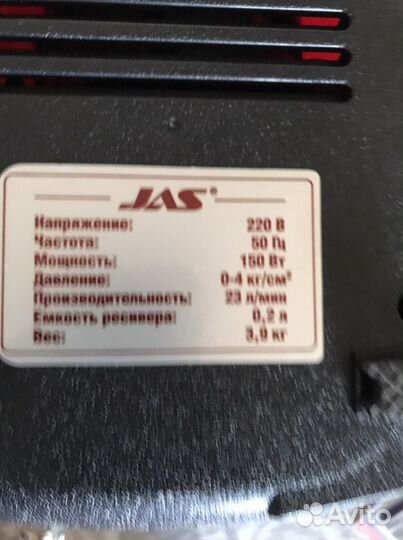 JAS®
Напряжение: 220 В
Частота: 50 Гц
Мощность: 150 Вт
Давление: 0-4 кг/см²
Производительность: 23 л/мин
Емкость ресивера: 0,2 л
Вес: 3,9 кг
Avito